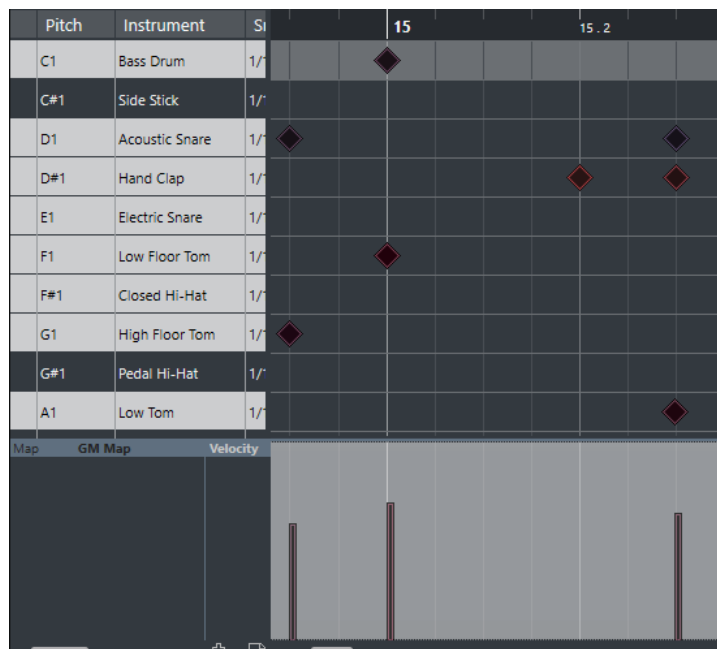 Pitch Instrument 15 15.2
C1 Bass Drum
C#1 Side Stick
D1 Acoustic Snare
D#1 Hand Clap
E1 Electric Snare
F1 Low Floor Tom
F#1 Closed Hi-Hat
G1 High Floor Tom
G#1 Pedal Hi-Hat
A1 Low Tom
Map GM Map Velocity